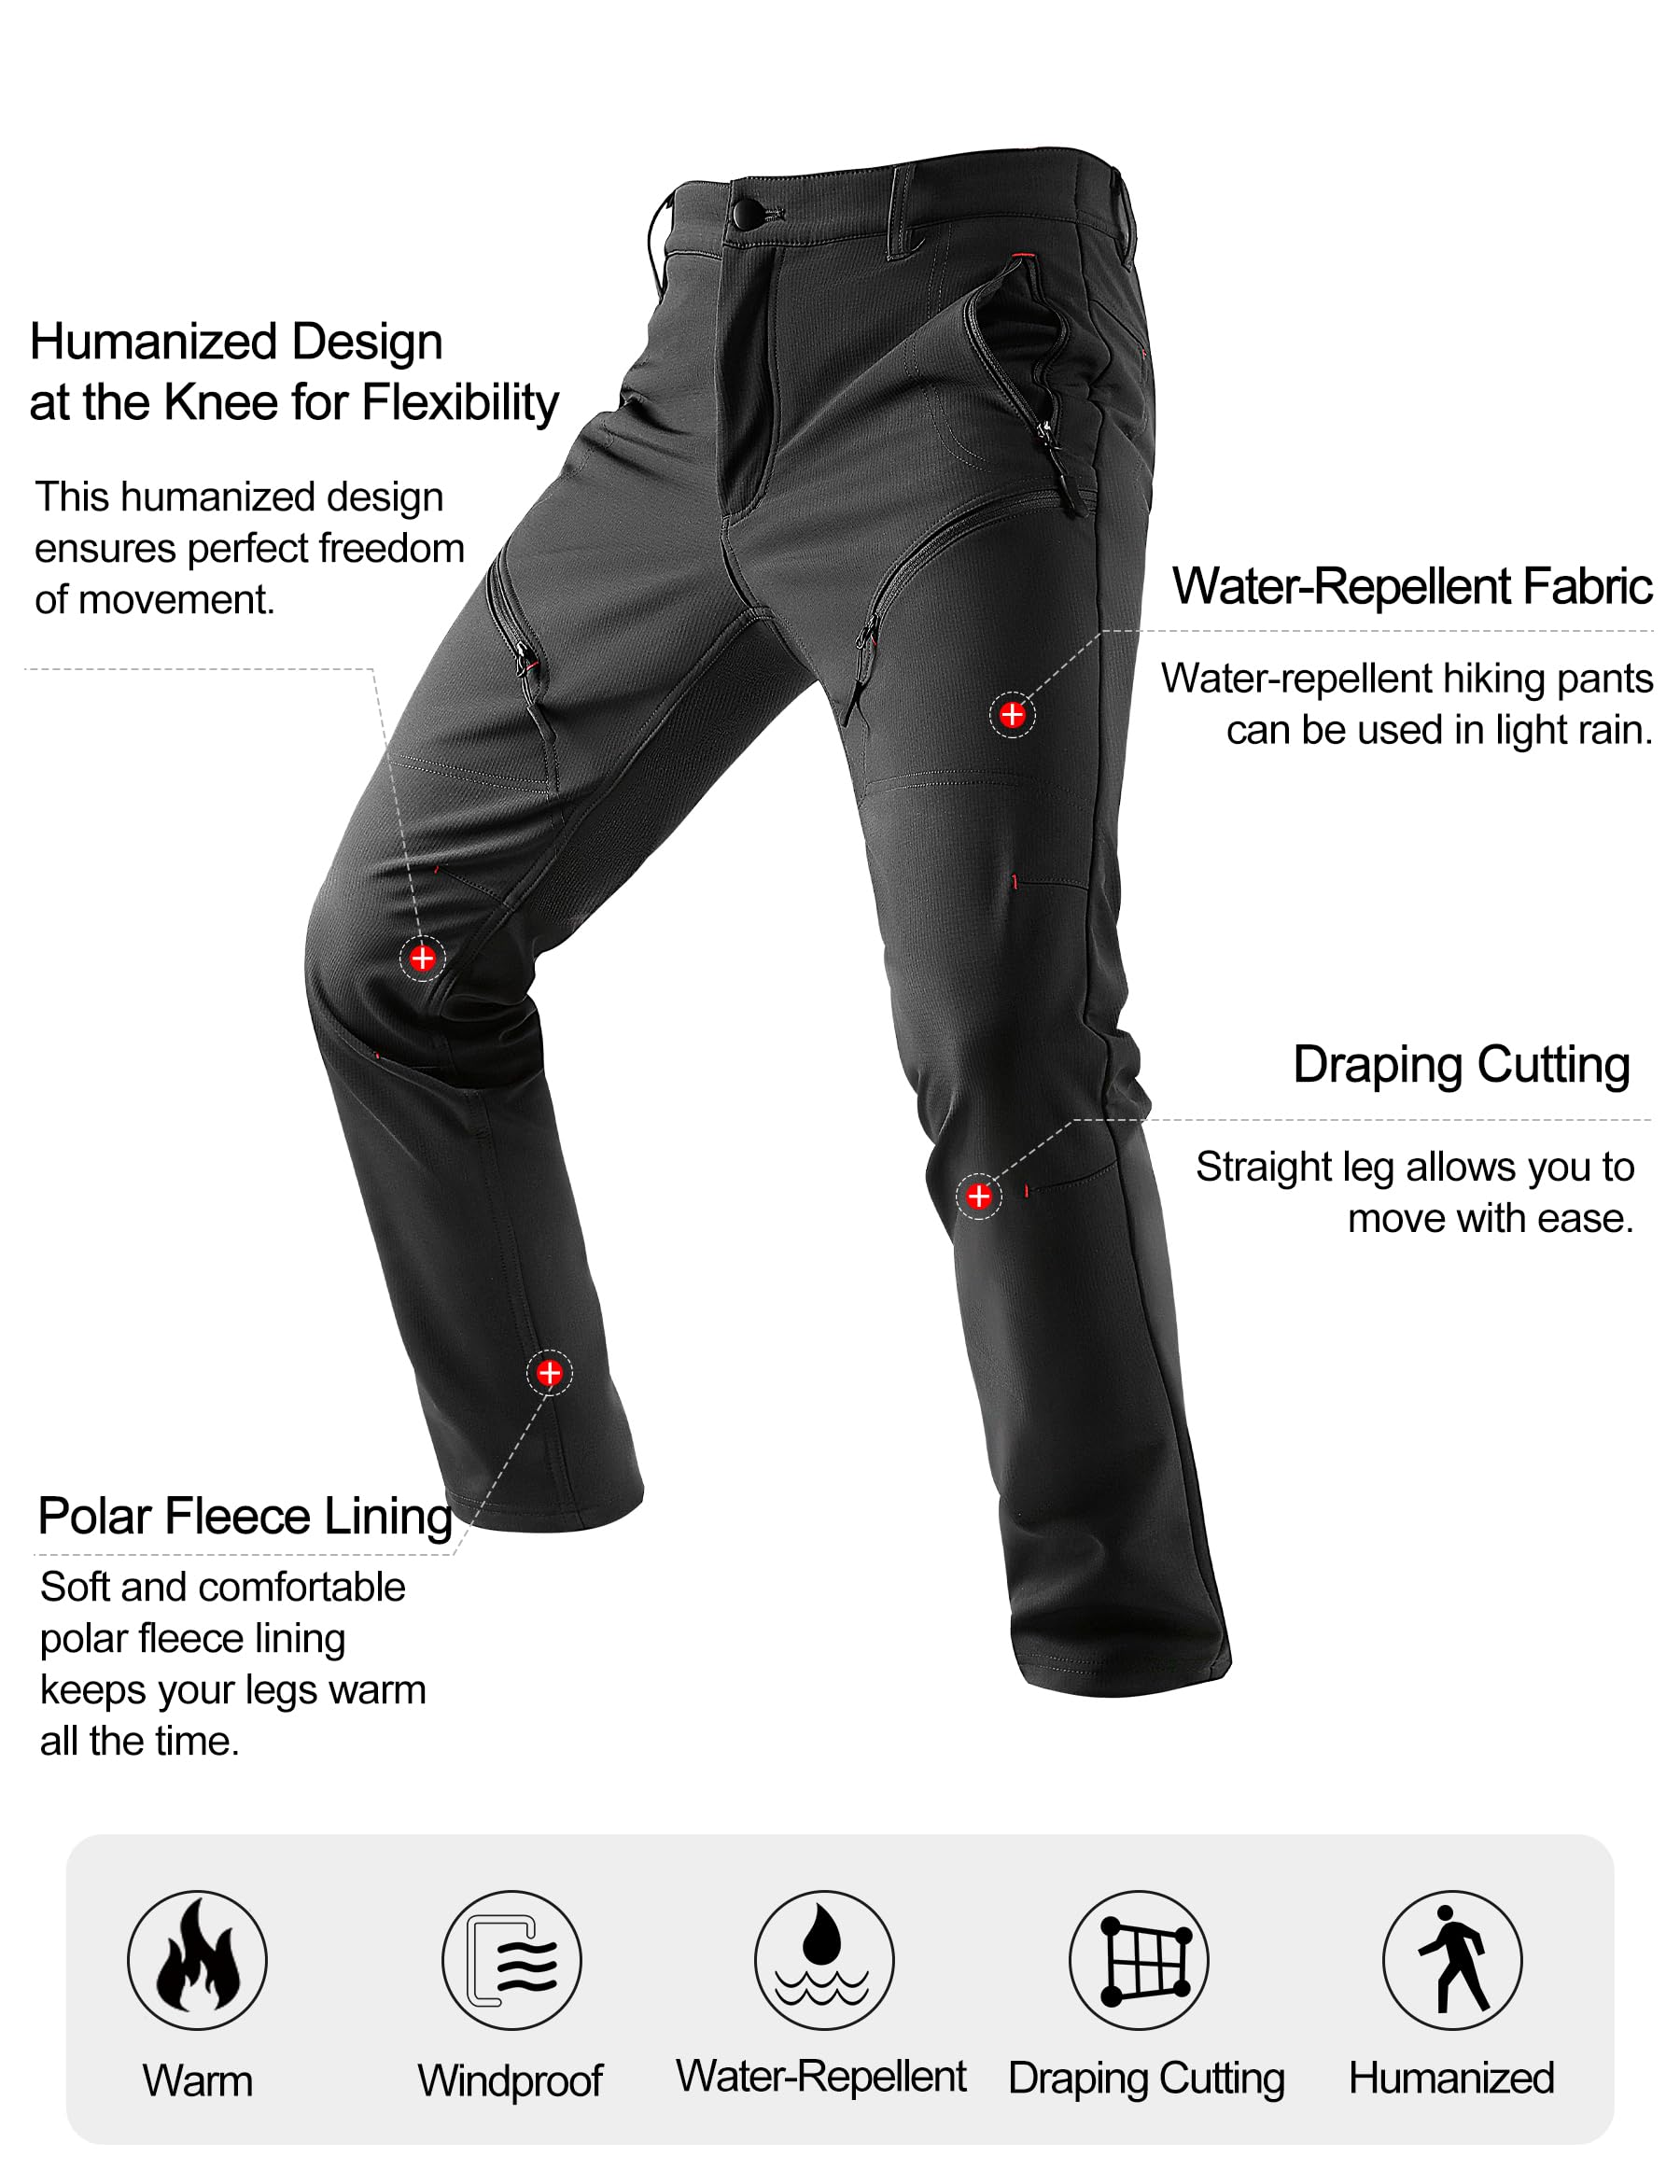 Humanized Design
at the Knee for Flexibility
This humanized design
ensures perfect freedom
of movement.
Water-Repellent Fabric
Water-repellent hiking pants
can be used in light rain.
Draping Cutting
Straight leg allows you to
move with ease.
Polar Fleece Lining
Soft and comfortable
polar fleece lining
keeps your legs warm
all the time.
Warm
Windproof
Water-Repellent
Draping Cutting
Humanized